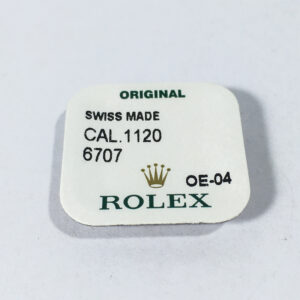 ORIGINAL
SWISS MADE
CAL.1120
6707
OE-04
ROLEX